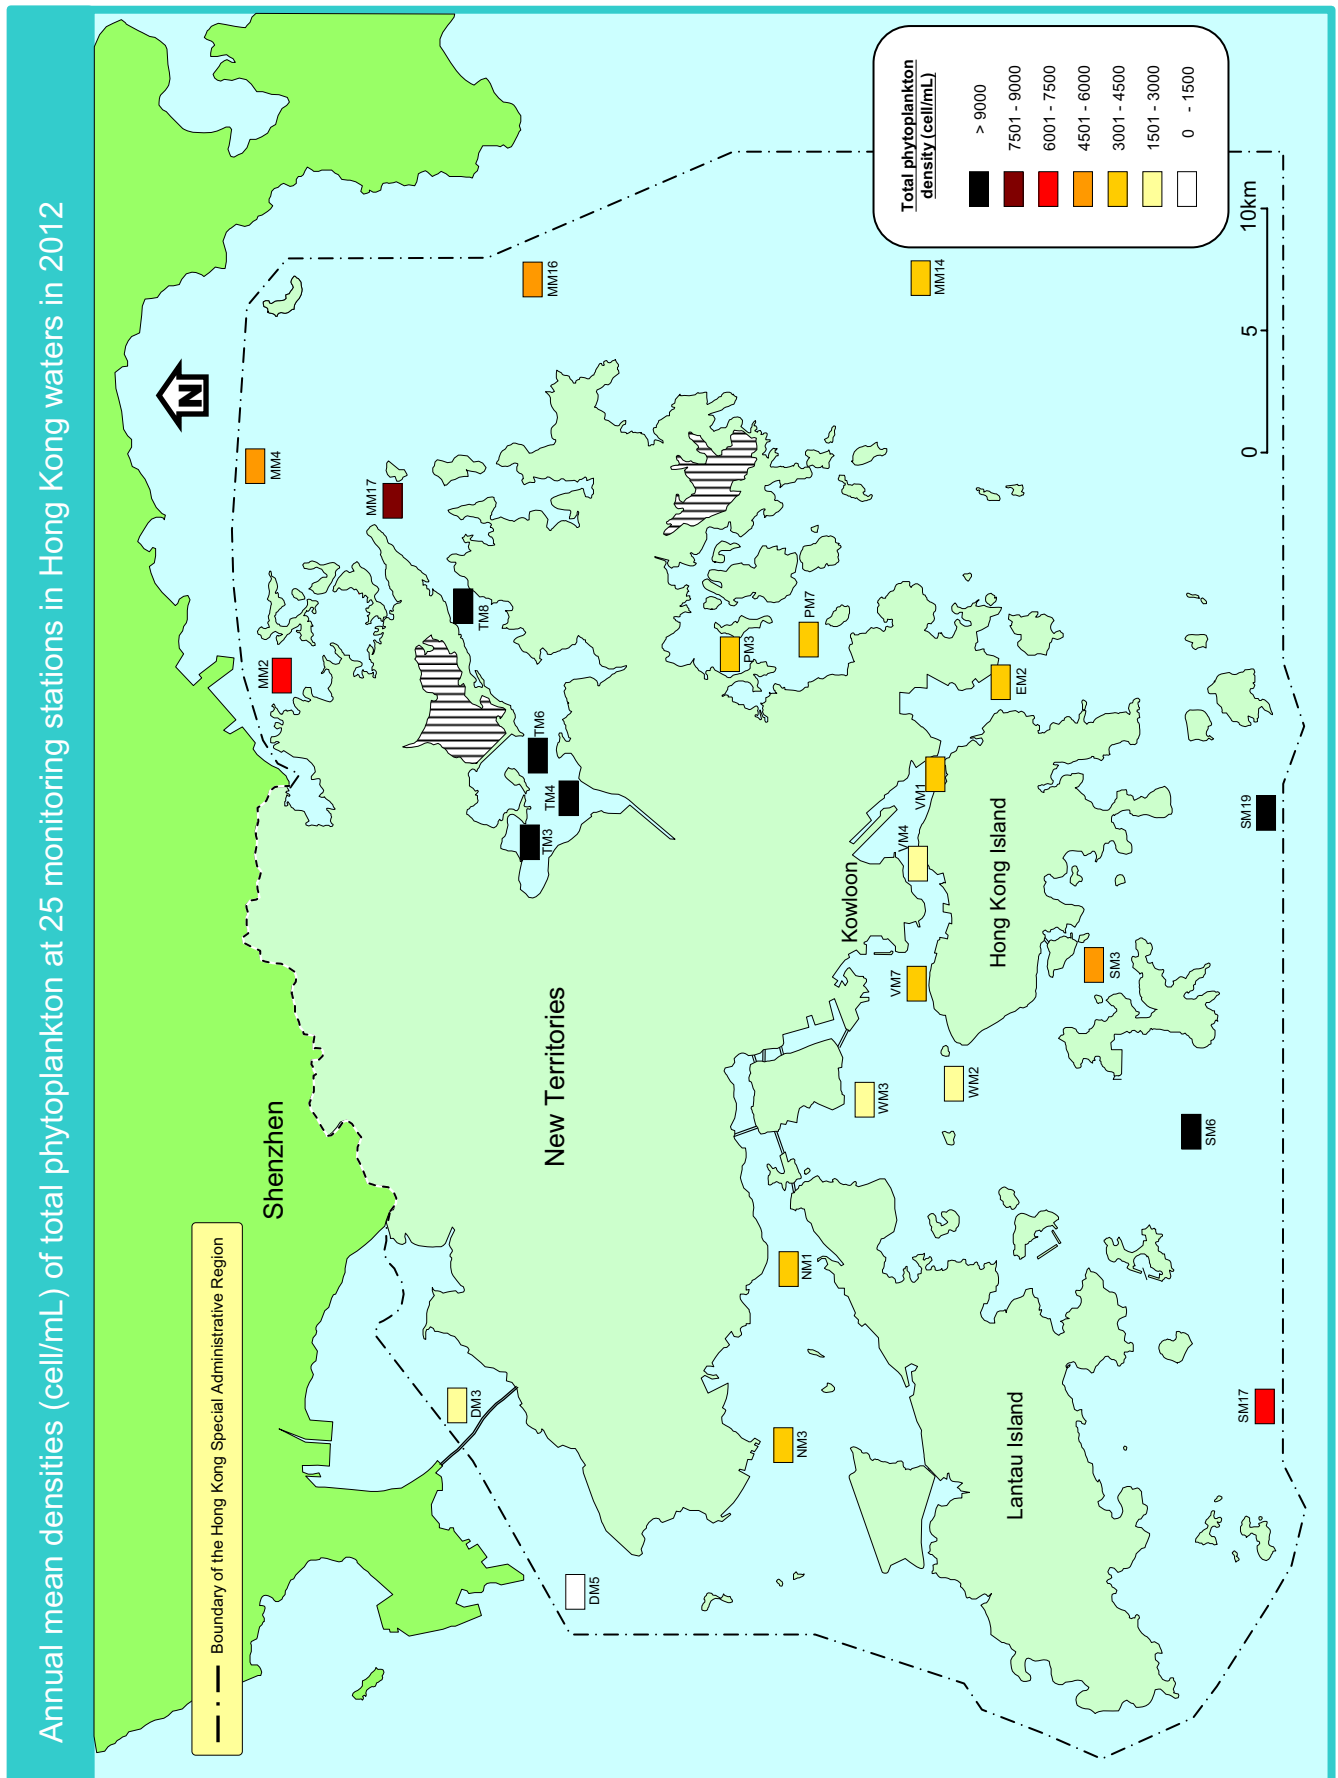 Annual mean densities (cell/mL) of total phytoplankton at 25 monitoring stations in Hong Kong waters in 2012
Boundary of the Hong Kong Special Administrative Region
Shenzhen
N
MM2
MM4
MM17
MM16
TM8
TM6
TM4
TM3
DM3
DM5
New Territories
PM3
PM7
MM14
NM3
NM1
WM3
Kowloon
VM7
VM4
VM1
EM2
WM2
Hong Kong Island
Lantau Island
SM3
SM6
SM17
SM19
Total phytoplankton
density (cell/mL)
> 9000
7501 - 9000
6001 - 7500
4501 - 6000
3001 - 4500
1501 - 3000
0 - 1500
0 5 10km